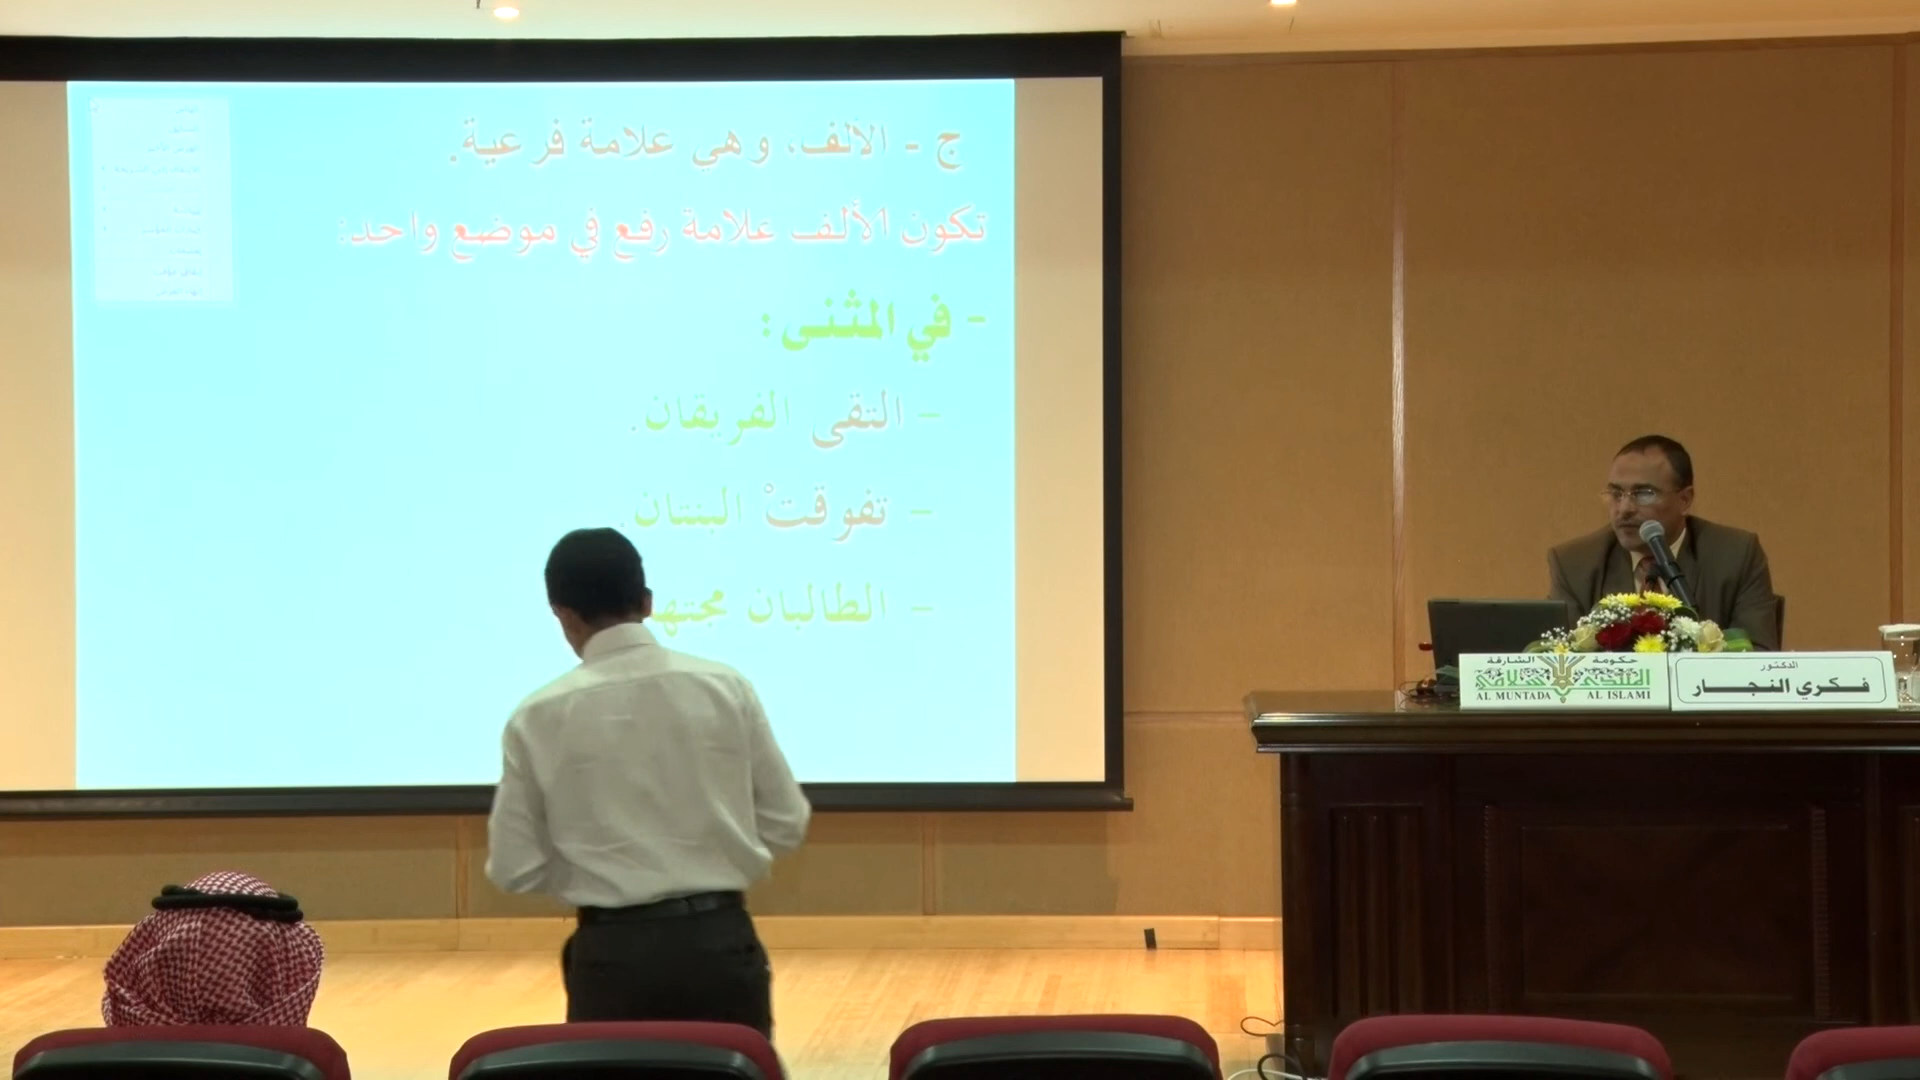 ج - الألف، وهي علامة فرعية.
تكون الألف علامة رفع في موضع واحد:
- في المثنى :
- التقى الفريقان.
- تفوقتْ البنتان.
- الطالبان مجتهد
حكومة الشارقة
المنتدى الإسلامي
AL MUNTADA AL ISLAMI
الدكتور
فكري النجار